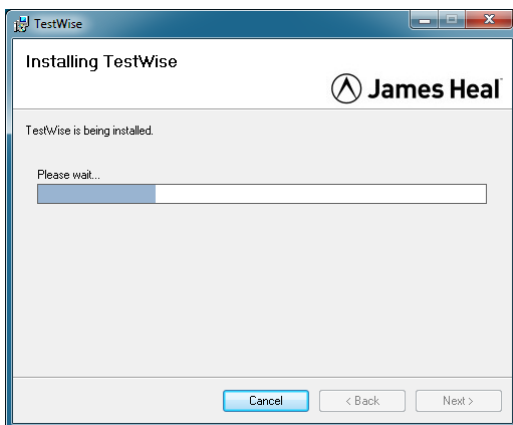 TestWise
Installing TestWise
James Heal
TestWise is being installed.
Please wait...
Cancel
< Back
Next >